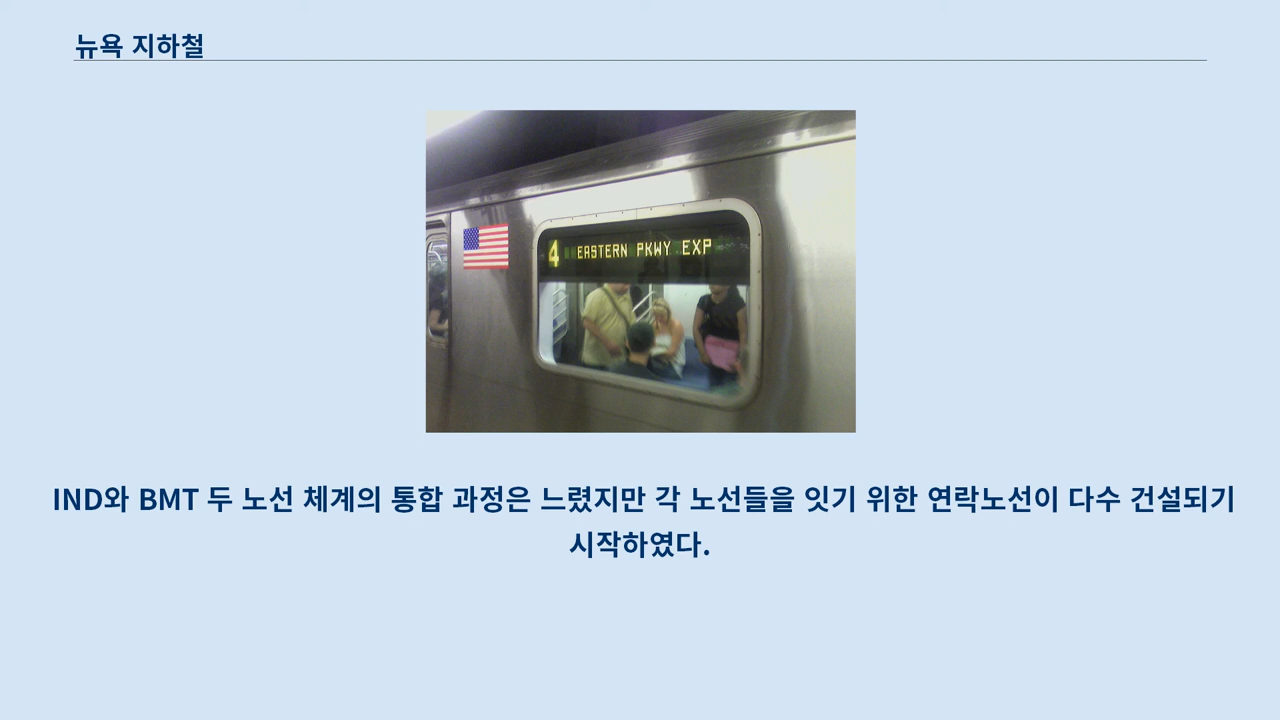 뉴욕 지하철
4 EASTERN PKWY EXP
IND와 BMT 두 노선 체계의 통합 과정은 느렸지만 각 노선들을 잇기 위한 연락노선이 다수 건설되기
시작하였다.